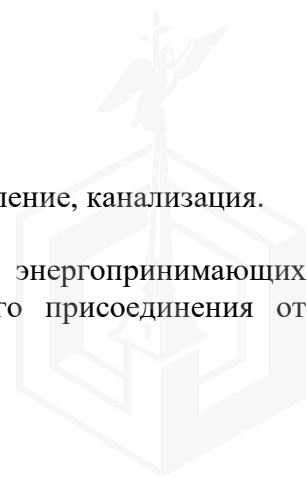 ление, канализация.
энергопринимающих
го присоединения от